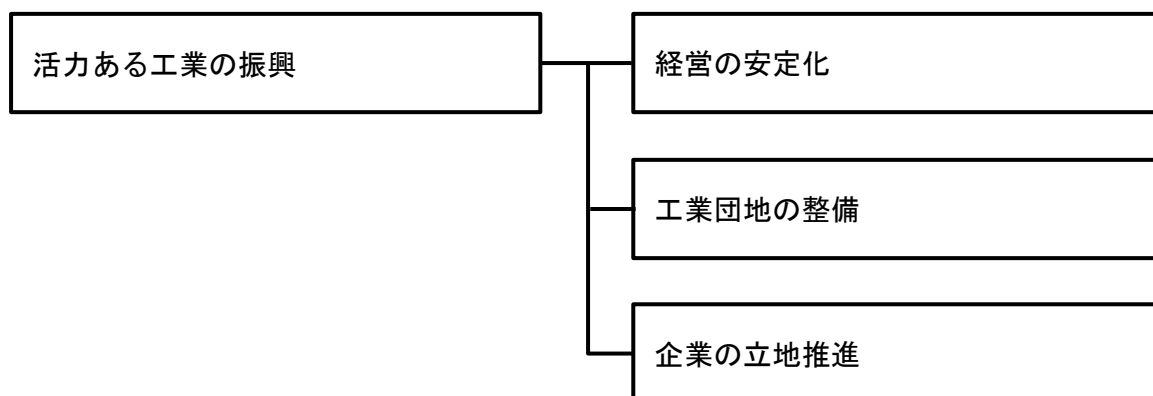 活力ある工業の振興
経営の安定化
工業団地の整備
企業の立地推進